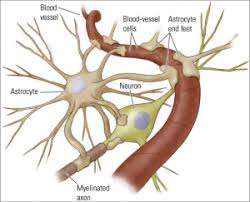 Blood
vessel
Blood-vessel
cells
Astrocyte
end feet
Astrocyte
Neuron
Myelinated
axon